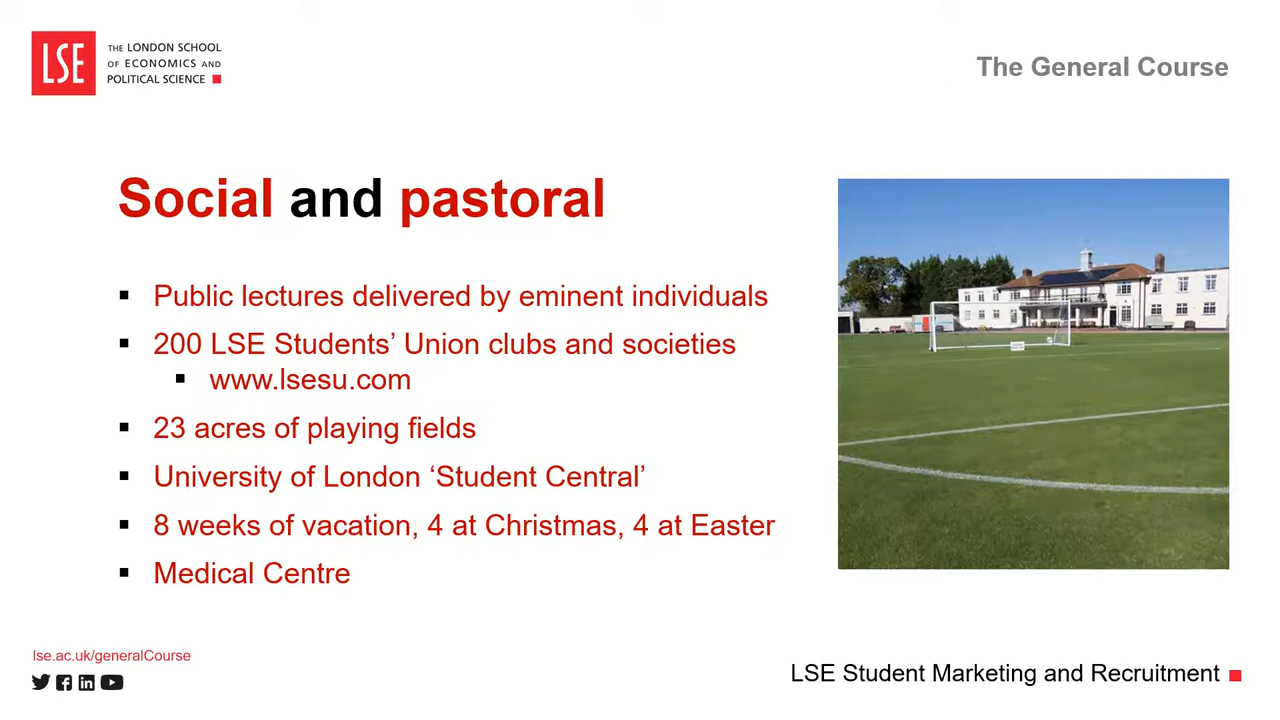 LSE
THE LONDON SCHOOL
OF ECONOMICS AND
POLITICAL SCIENCE
The General Course
Social and pastoral
Public lectures delivered by eminent individuals
200 LSE Students’ Union clubs and societies
www.lsesu.com
23 acres of playing fields
University of London ‘Student Central’
8 weeks of vacation, 4 at Christmas, 4 at Easter
Medical Centre
lse.ac.uk/generalCourse
LSE Student Marketing and Recruitment